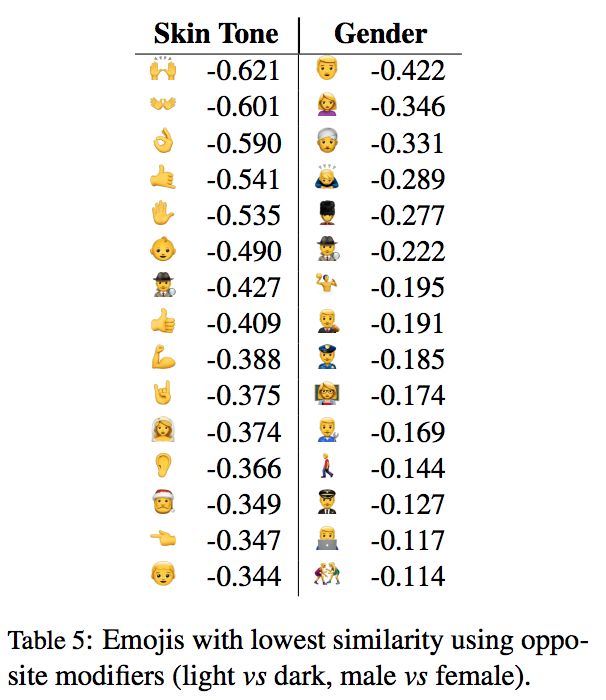 Skin Tone Gender
🙌 -0.621 👨 -0.422
👐 -0.601 🙎‍♀️ -0.346
👌 -0.590 👳 -0.331
🤙 -0.541 🙇 -0.289
🖐 -0.535 💂 -0.277
👶 -0.490 🕵 -0.222
🕵 -0.427 🤾 -0.195
👍 -0.409 👨‍⚖️ -0.191
💪 -0.388 👮 -0.185
🤘 -0.375 👩‍🏫 -0.174
👰 -0.374 👨‍🔧 -0.169
👂 -0.366 🚶 -0.144
🎅 -0.349 👨‍✈️ -0.127
👈 -0.347 👨‍💻 -0.117
👦 -0.344 🤼 -0.114
Table 5: Emojis with lowest similarity using oppo-
site modifiers (light vs dark, male vs female).